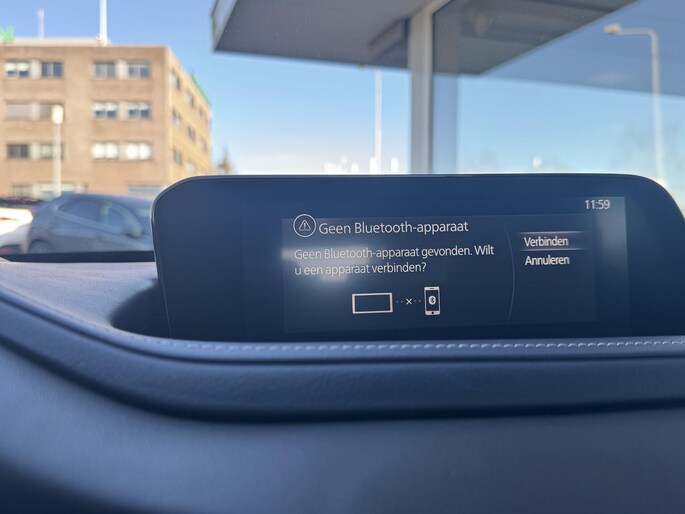 11:59
Geen Bluetooth-apparaat
Geen Bluetooth-apparaat gevonden. Wilt
u een apparaat verbinden?
Verbinden
Annuleren